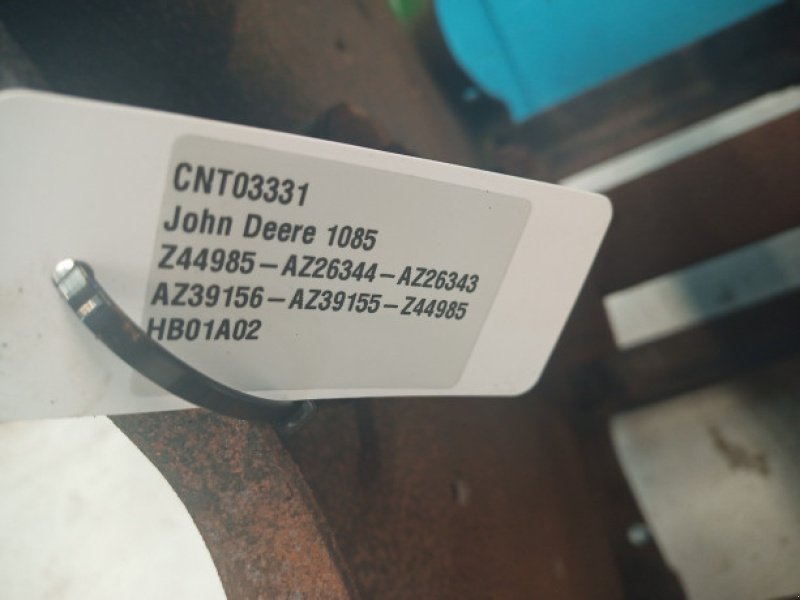 CNT03331
John Deere 1085
Z44985-AZ26344-AZ26343
AZ39156-AZ39155-Z44985
HB01A02